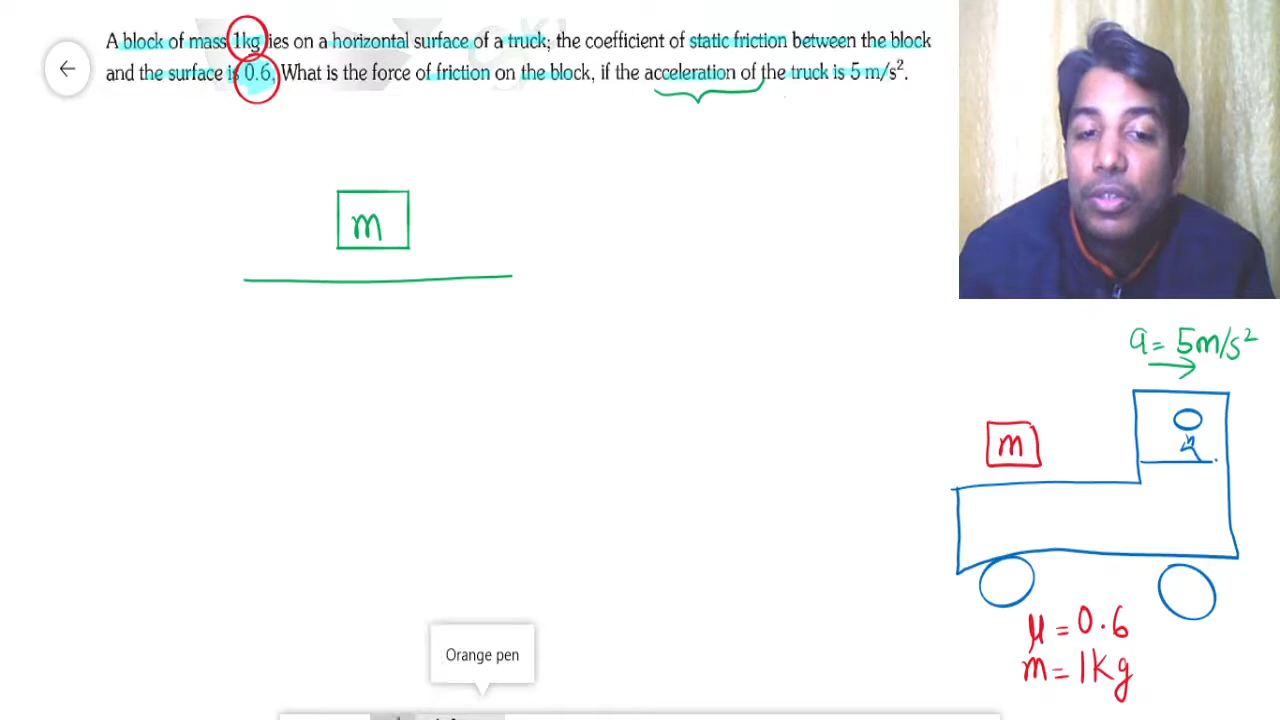 A block of mass 1kg lies on a horizontal surface of a truck; the coefficient of static friction between the block
and the surface is 0.6, What is the force of friction on the block, if the acceleration of the truck is 5 m/s².
m
a = 5m/s²
m
μ = 0.6
m = 1kg
Orange pen